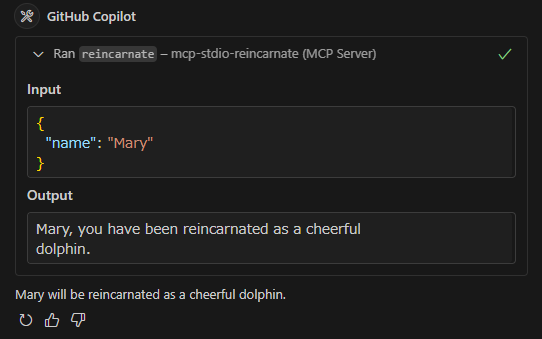 GitHub Copilot
Ran reincarnate – mcp-stdio-reincarnate (MCP Server)
Input
{
"name": "Mary"
}
Output
Mary, you have been reincarnated as a cheerful
dolphin.
Mary will be reincarnated as a cheerful dolphin.